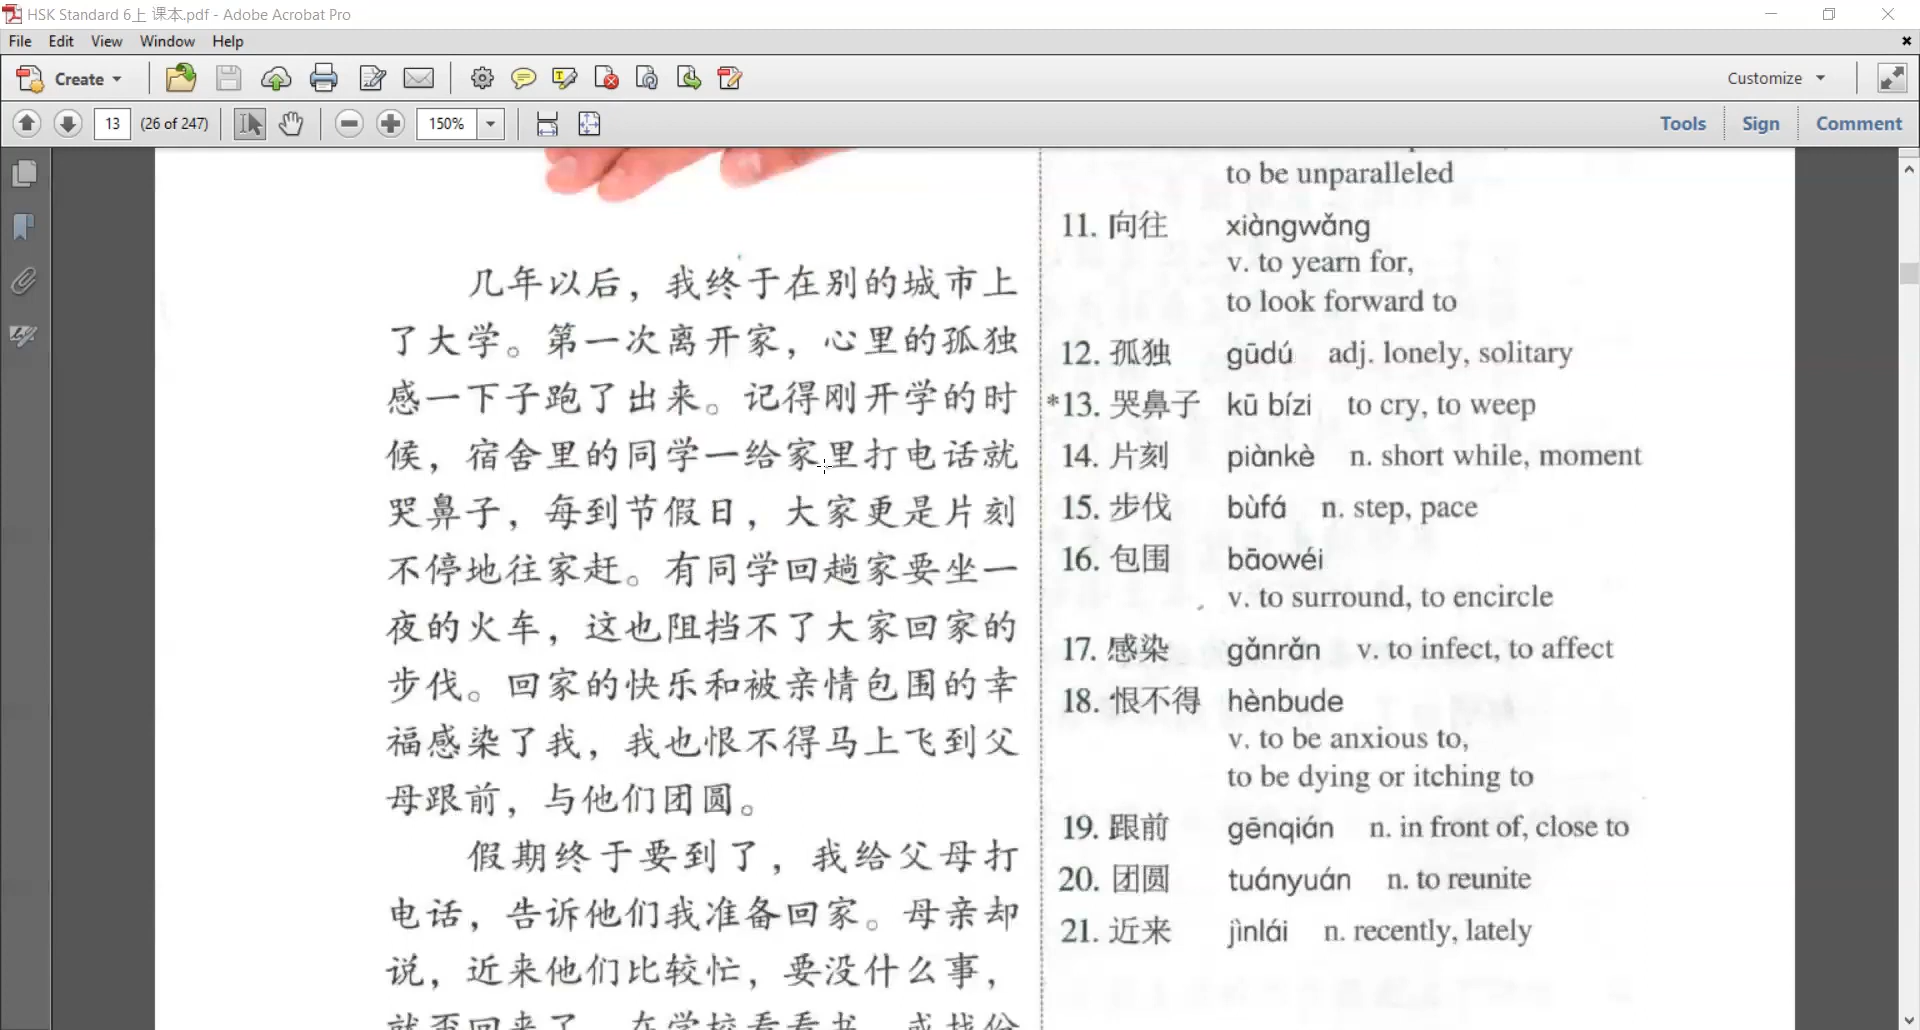 HSK Standard 6上 课本.pdf - Adobe Acrobat Pro
File Edit View Window Help
Create
Customize
13 (26 of 247)
150%
Tools Sign Comment
几年以后，我终于在别的城市上
了大学。第一次离开家，心里的孤独
感一下子跑了出来。记得刚开学的时
候，宿舍里的同学一给家里打电话就
哭鼻子，每到节假日，大家更是片刻
不停地往家赶。有同学回趟家要坐一
夜的火车，这也阻挡不了大家回家的
步伐。回家的快乐和被亲情包围的幸
福感染了我，我也恨不得马上飞到父
母跟前，与他们团圆。
假期终于要到了，我给父母打
电话，告诉他们我准备回家。母亲却
说，近来他们比较忙，要没什么事，
to be unparalleled
11. 向往 xiàngwǎng
v. to yearn for,
to look forward to
12. 孤独 gūdú adj. lonely, solitary
*13. 哭鼻子 kū bízi to cry, to weep
14. 片刻 piànkè n. short while, moment
15. 步伐 bùfá n. step, pace
16. 包围 bāowéi
v. to surround, to encircle
17. 感染 gǎnrǎn v. to infect, to affect
18. 恨不得 hènbude
v. to be anxious to,
to be dying or itching to
19. 跟前 gēnqián n. in front of, close to
20. 团圆 tuányuán n. to reunite
21. 近来 jìnlái n. recently, lately